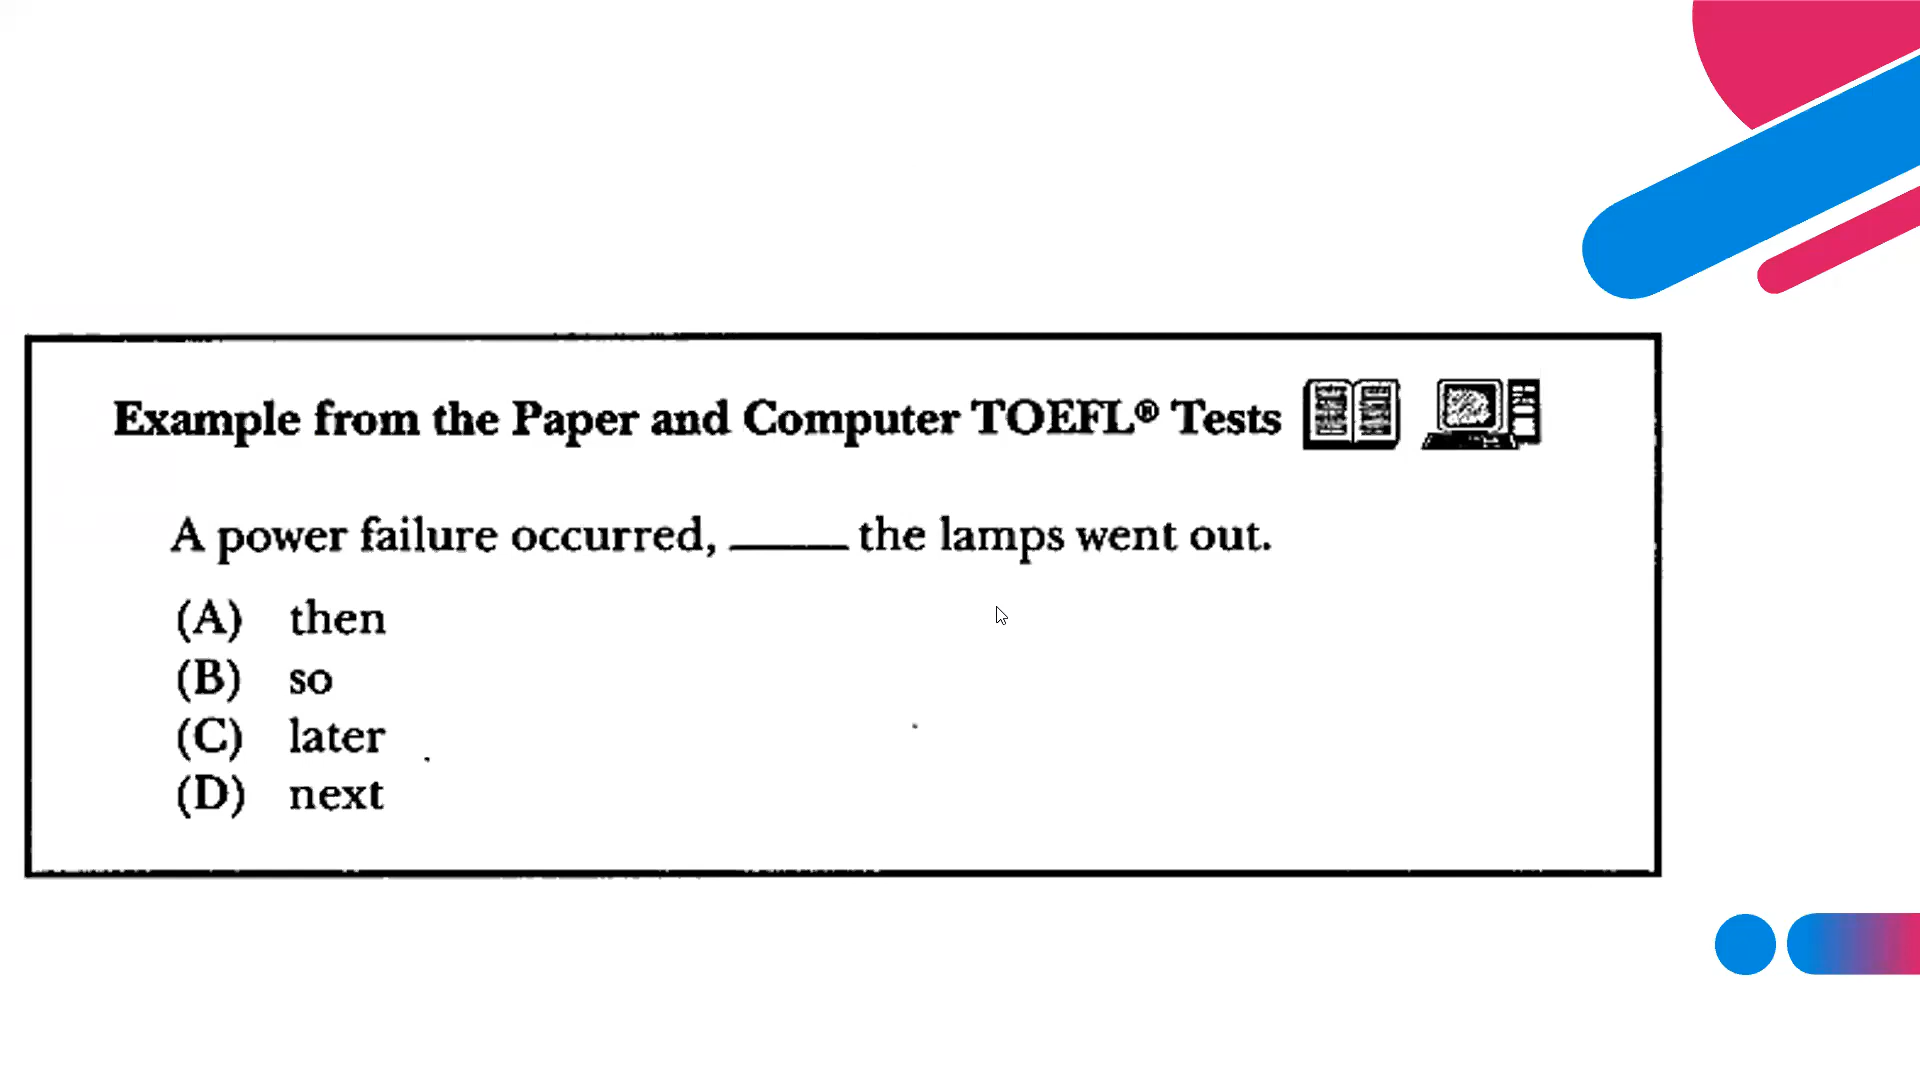 Example from the Paper and Computer TOEFL® Tests
A power failure occurred, _____ the lamps went out.
(A) then
(B) so
(C) later
(D) next